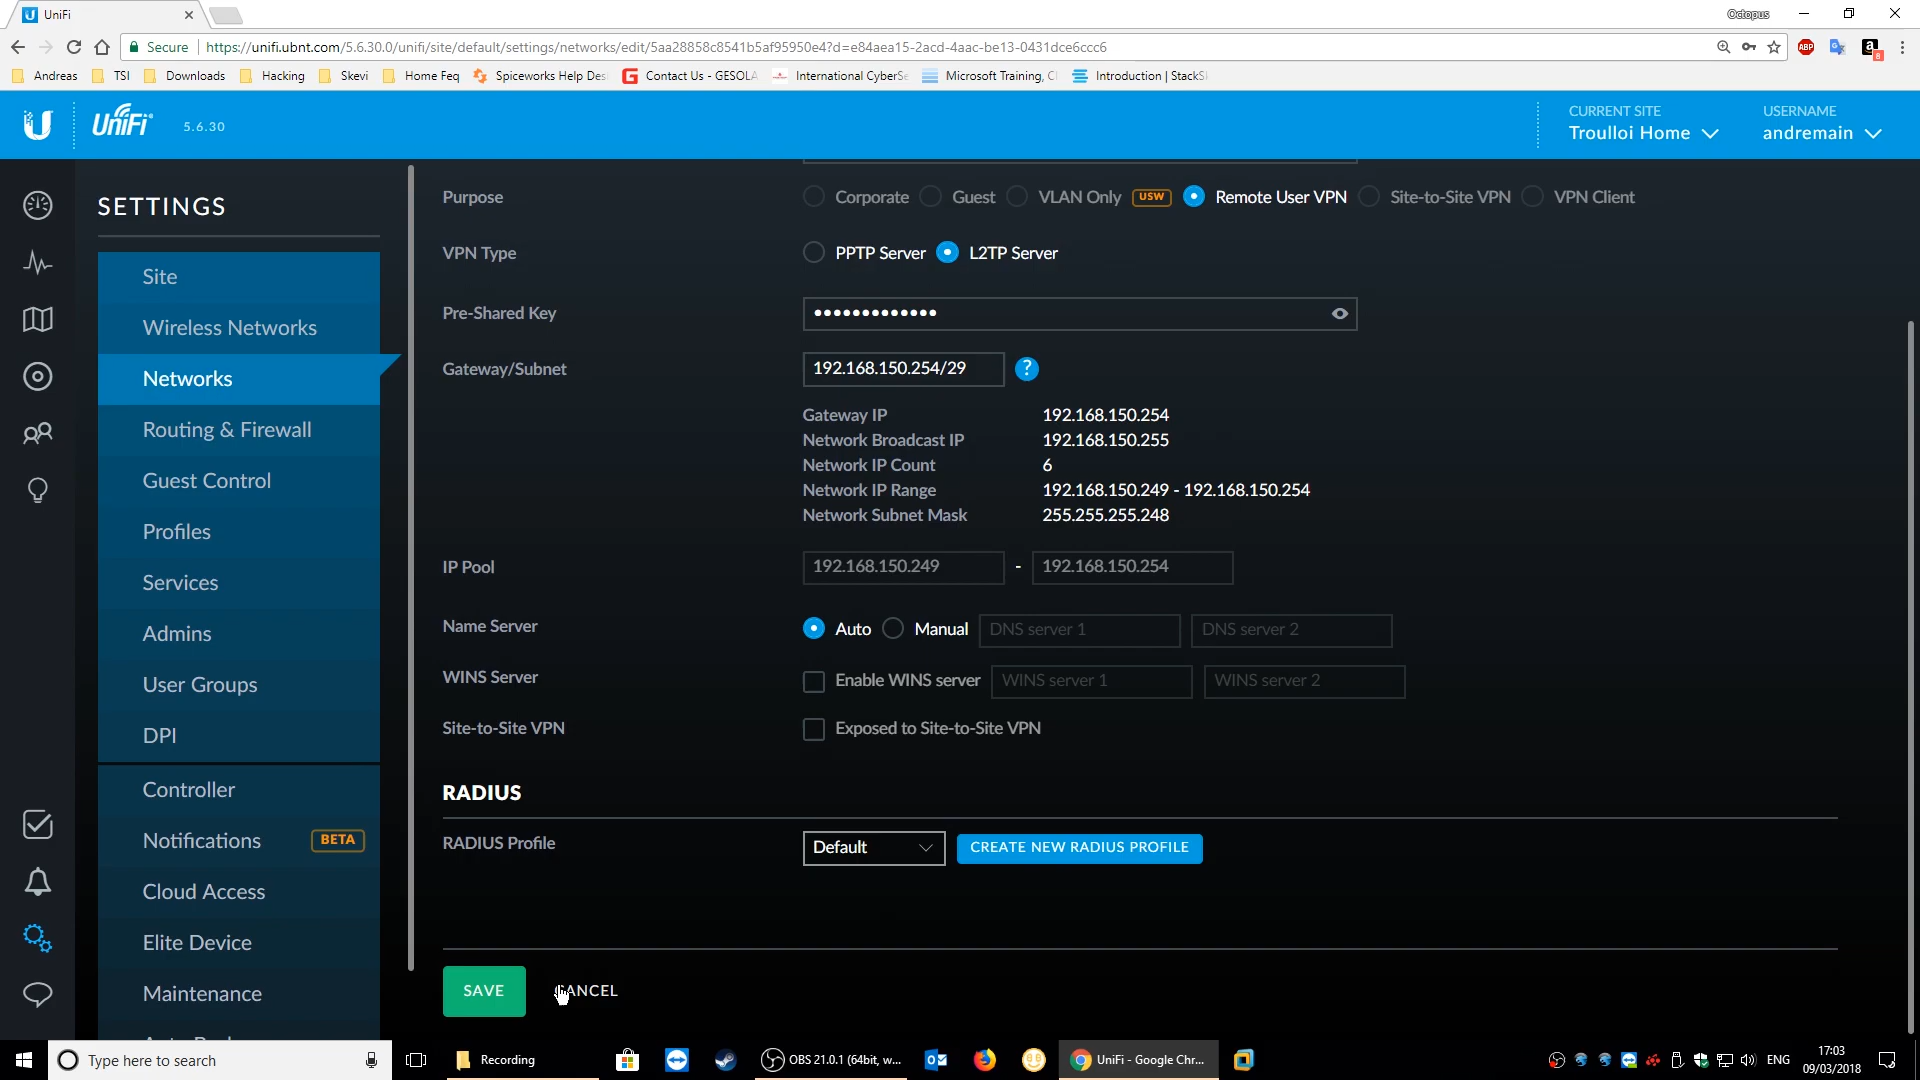 UniFi
Octopus
Secure
https://unifi.ubnt.com/5.6.30.0/unifi/site/default/settings/networks/edit/5aa28858c8541b5af95950e4?d=e84aea15-2acd-4aac-be13-0431dce6ccc6
ABP
a
8
Andreas
TSI
Downloads
Hacking
Skevi
Home Feq
Spiceworks Help Des
Contact Us - GESOLA
International CyberSe
Microsoft Training, C
Introduction | StackSk
UniFi
5.6.30
CURRENT SITE
Troulloi Home
USERNAME
andremain
SETTINGS
Site
Wireless Networks
Networks
Routing & Firewall
Guest Control
Profiles
Services
Admins
User Groups
DPI
Controller
Notifications BETA
Cloud Access
Elite Device
Maintenance
Purpose
Corporate Guest VLAN Only USW Remote User VPN Site-to-Site VPN VPN Client
VPN Type
PPTP Server L2TP Server
Pre-Shared Key
•••••••••••••
Gateway/Subnet
192.168.150.254/29 ?
Gateway IP 192.168.150.254
Network Broadcast IP 192.168.150.255
Network IP Count 6
Network IP Range 192.168.150.249 - 192.168.150.254
Network Subnet Mask 255.255.255.248
IP Pool
192.168.150.249 - 192.168.150.254
Name Server
Auto Manual DNS server 1 DNS server 2
WINS Server
Enable WINS server WINS server 1 WINS server 2
Site-to-Site VPN
Exposed to Site-to-Site VPN
RADIUS
RADIUS Profile
Default CREATE NEW RADIUS PROFILE
SAVE CANCEL
Type here to search
Recording
OBS 21.0.1 (64bit, w...
UniFi - Google Chr...
ENG
17:03
09/03/2018